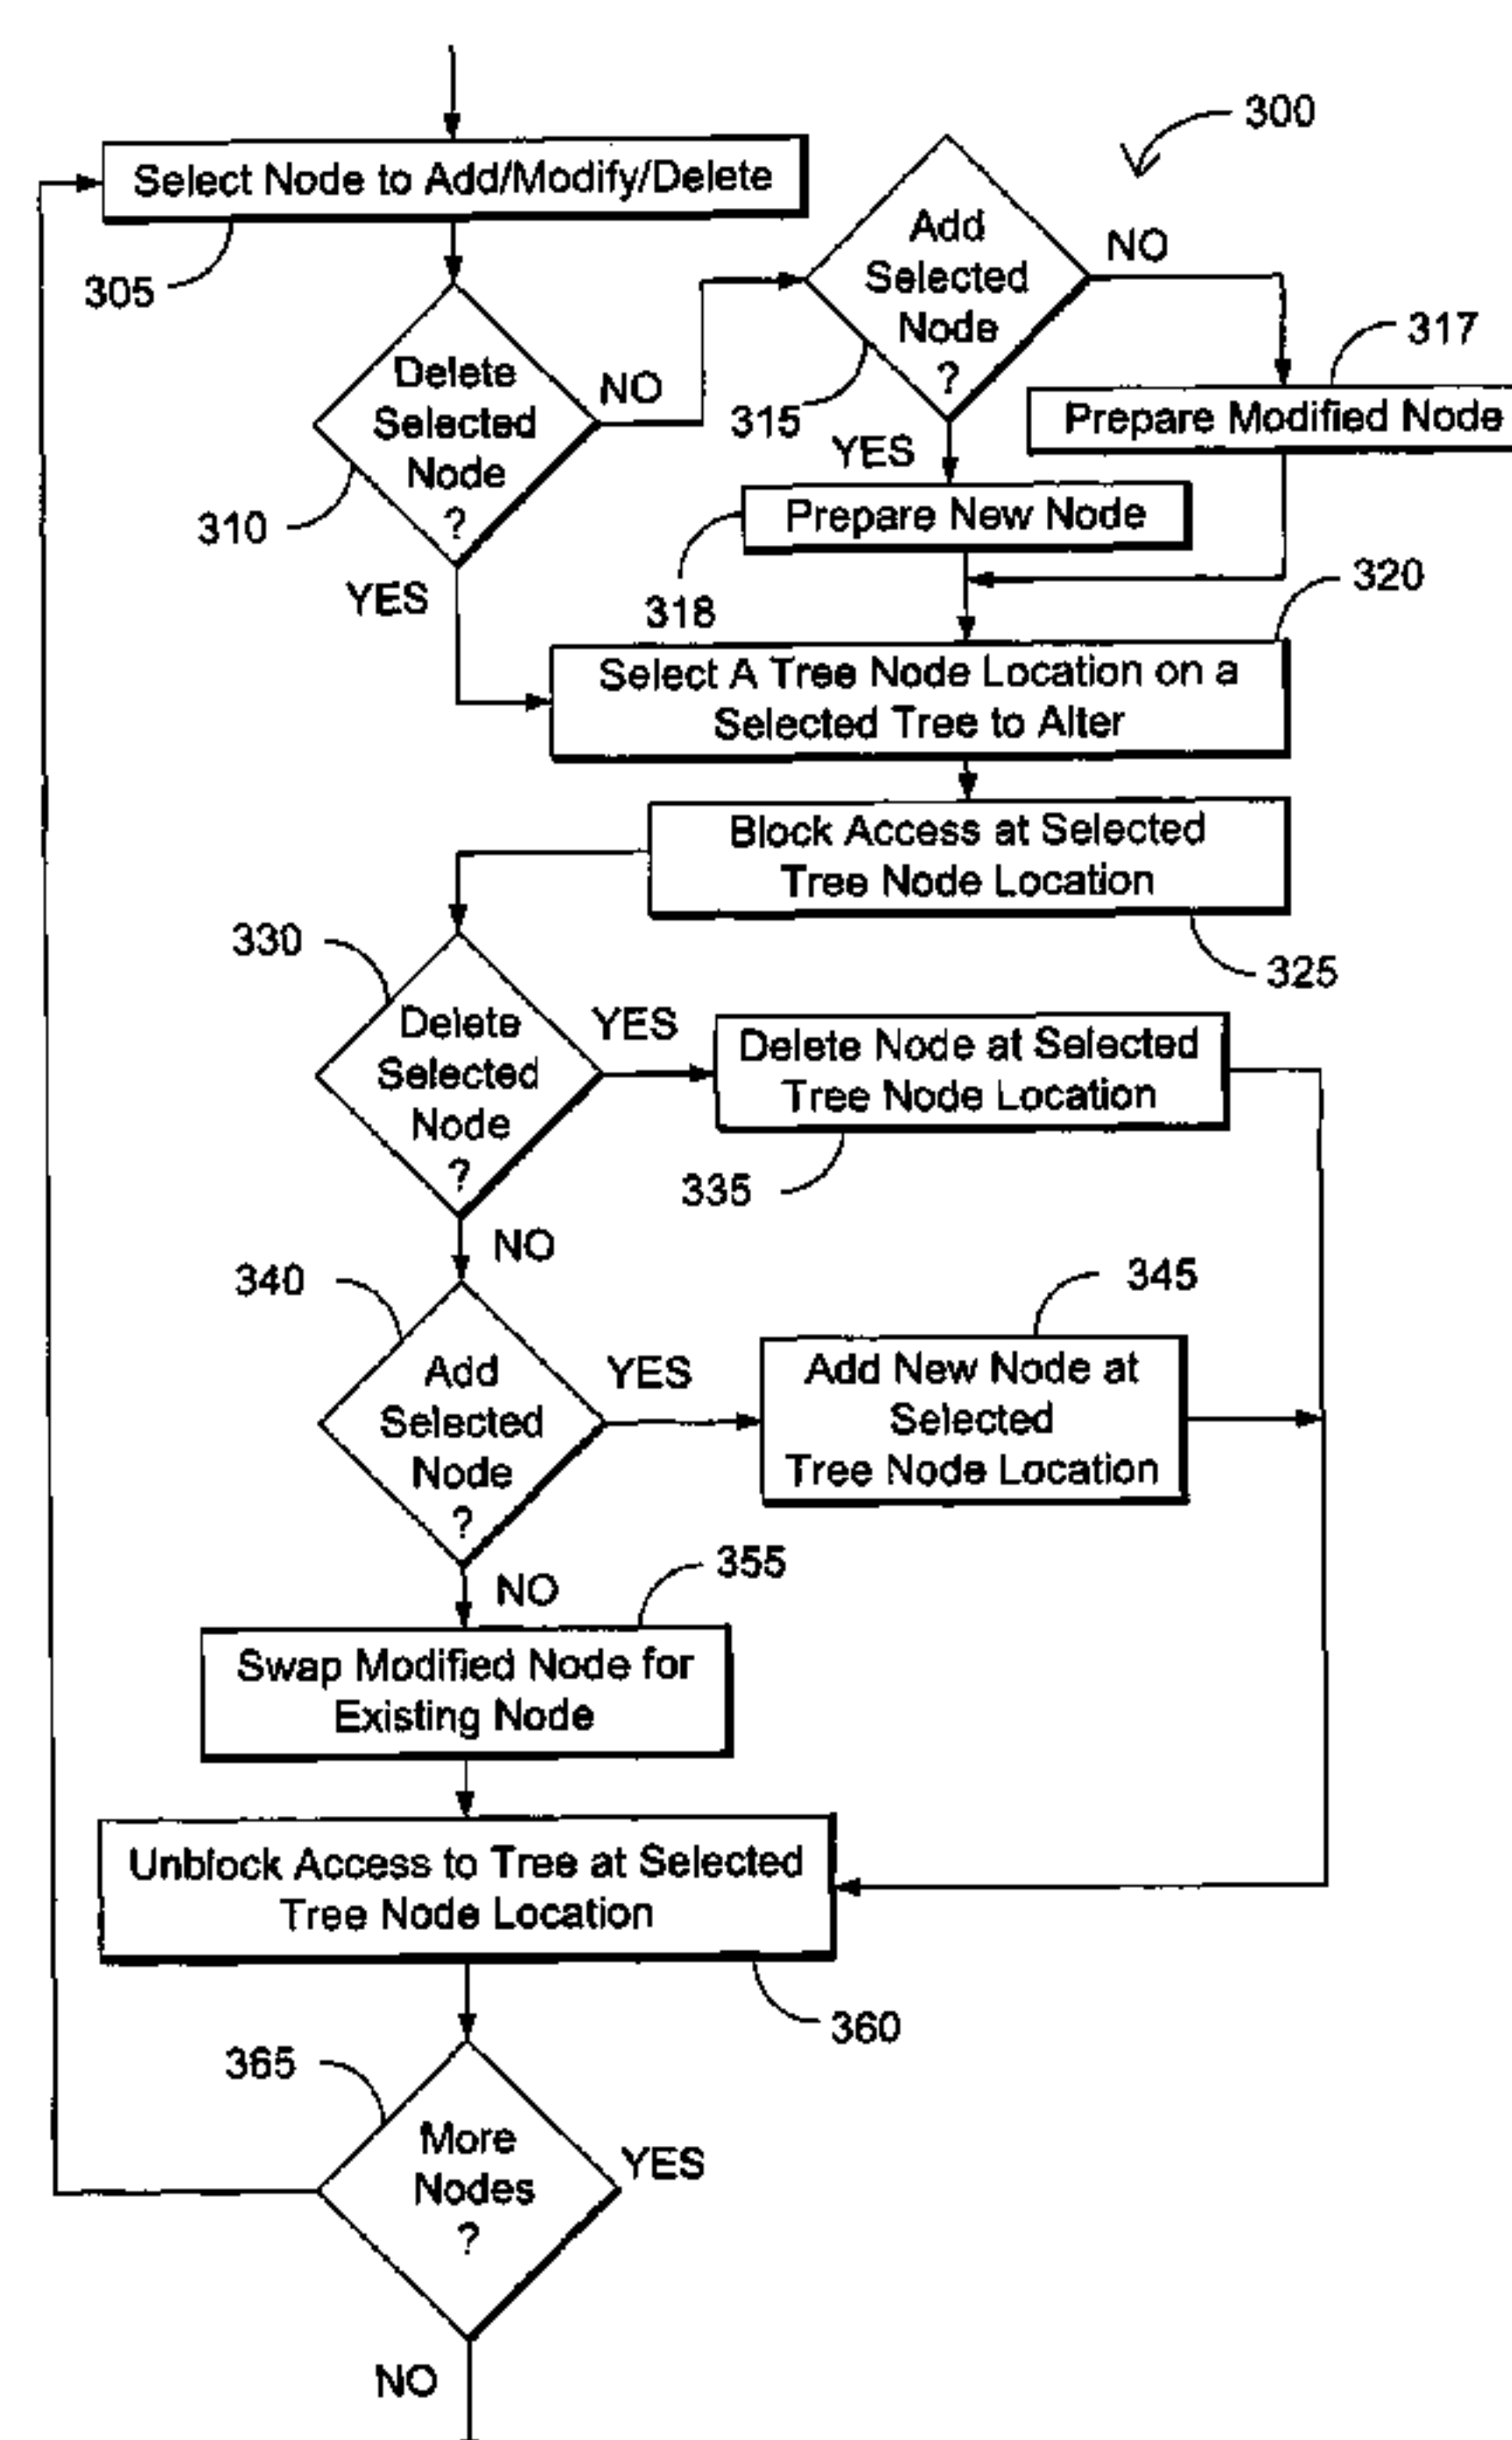 300
Select Node to Add/Modify/Delete
305
Add
Selected
Node
?
NO
315
YES
317
Prepare Modified Node
Delete
Selected
Node
?
NO
310
YES
Prepare New Node
318
320
Select A Tree Node Location on a
Selected Tree to Alter
Block Access at Selected
Tree Node Location
325
330
Delete
Selected
Node
?
YES
Delete Node at Selected
Tree Node Location
335
NO
340
Add
Selected
Node
?
YES
345
Add New Node at
Selected
Tree Node Location
NO
355
Swap Modified Node for
Existing Node
Unblock Access to Tree at Selected
Tree Node Location
360
365
More
Nodes
?
YES
NO